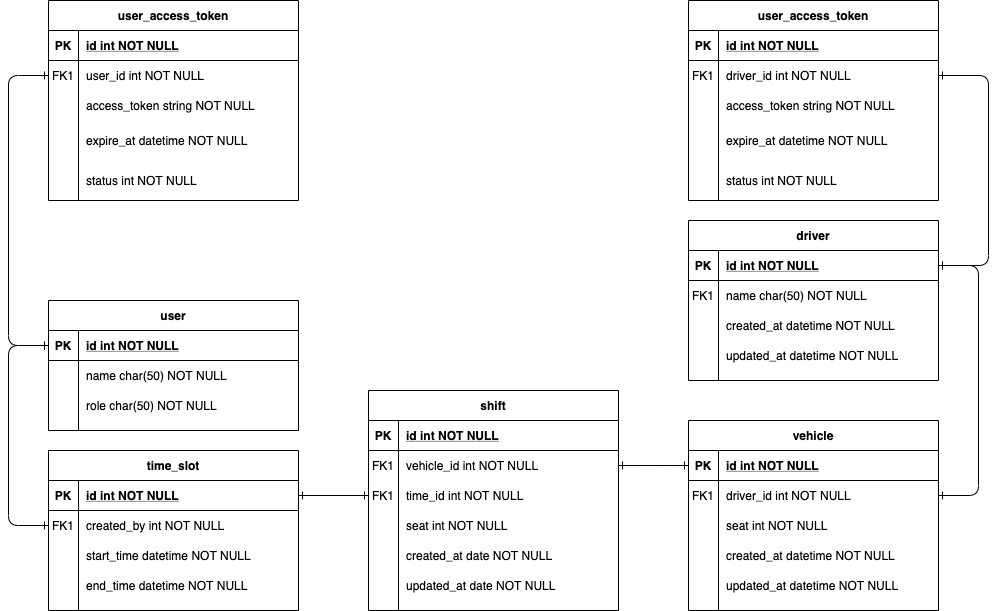 user_access_token
PK id int NOT NULL
FK1 user_id int NOT NULL
access_token string NOT NULL
expire_at datetime NOT NULL
status int NOT NULL
user_access_token
PK id int NOT NULL
FK1 driver_id int NOT NULL
access_token string NOT NULL
expire_at datetime NOT NULL
status int NOT NULL
driver
PK id int NOT NULL
FK1 name char(50) NOT NULL
created_at datetime NOT NULL
updated_at datetime NOT NULL
user
PK id int NOT NULL
name char(50) NOT NULL
role char(50) NOT NULL
time_slot
PK id int NOT NULL
FK1 created_by int NOT NULL
start_time datetime NOT NULL
end_time datetime NOT NULL
shift
PK id int NOT NULL
FK1 vehicle_id int NOT NULL
FK1 time_id int NOT NULL
seat int NOT NULL
created_at date NOT NULL
updated_at date NOT NULL
vehicle
PK id int NOT NULL
FK1 driver_id int NOT NULL
seat int NOT NULL
created_at datetime NOT NULL
updated_at datetime NOT NULL